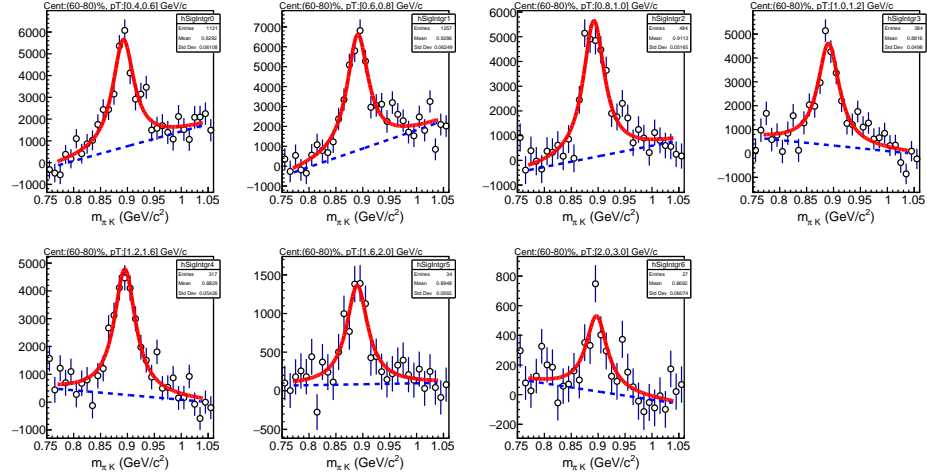 Cent:(60-80)%, pT:[0.4,0.6] GeV/c
hSigIntgr0
Entries 1131
Mean 0.9292
Std Dev 0.06108
6000
5000
4000
3000
2000
1000
0
−1000
0.75 0.8 0.85 0.9 0.95 1 1.05
m π K (GeV/c²)
Cent:(60-80)%, pT:[0.6,0.8] GeV/c
hSigIntgr1
Entries 1257
Mean 0.9286
Std Dev 0.06249
7000
6000
5000
4000
3000
2000
1000
0
−1000
0.75 0.8 0.85 0.9 0.95 1 1.05
m π K (GeV/c²)
Cent:(60-80)%, pT:[0.8,1.0] GeV/c
hSigIntgr2
Entries 494
Mean 0.9113
Std Dev 0.05165
6000
5000
4000
3000
2000
1000
0
−1000
0.75 0.8 0.85 0.9 0.95 1 1.05
m π K (GeV/c²)
Cent:(60-80)%, pT:[1.0,1.2] GeV/c
hSigIntgr3
Entries 384
Mean 0.8816
Std Dev 0.0498
6000
5000
4000
3000
2000
1000
0
−1000
0.75 0.8 0.85 0.9 0.95 1 1.05
m π K (GeV/c²)
Cent:(60-80)%, pT:[1.2,1.6] GeV/c
hSigIntgr4
Entries 317
Mean 0.8829
Std Dev 0.05426
5000
4000
3000
2000
1000
0
−1000
0.75 0.8 0.85 0.9 0.95 1 1.05
m π K (GeV/c²)
Cent:(60-80)%, pT:[1.6,2.0] GeV/c
hSigIntgr5
Entries 34
Mean 0.8948
Std Dev 0.0565
1500
1000
500
0
−500
0.75 0.8 0.85 0.9 0.95 1 1.05
m π K (GeV/c²)
Cent:(60-80)%, pT:[2.0,3.0] GeV/c
hSigIntgr6
Entries 27
Mean 0.8692
Std Dev 0.06074
800
600
400
200
0
−200
0.75 0.8 0.85 0.9 0.95 1 1.05
m π K (GeV/c²)